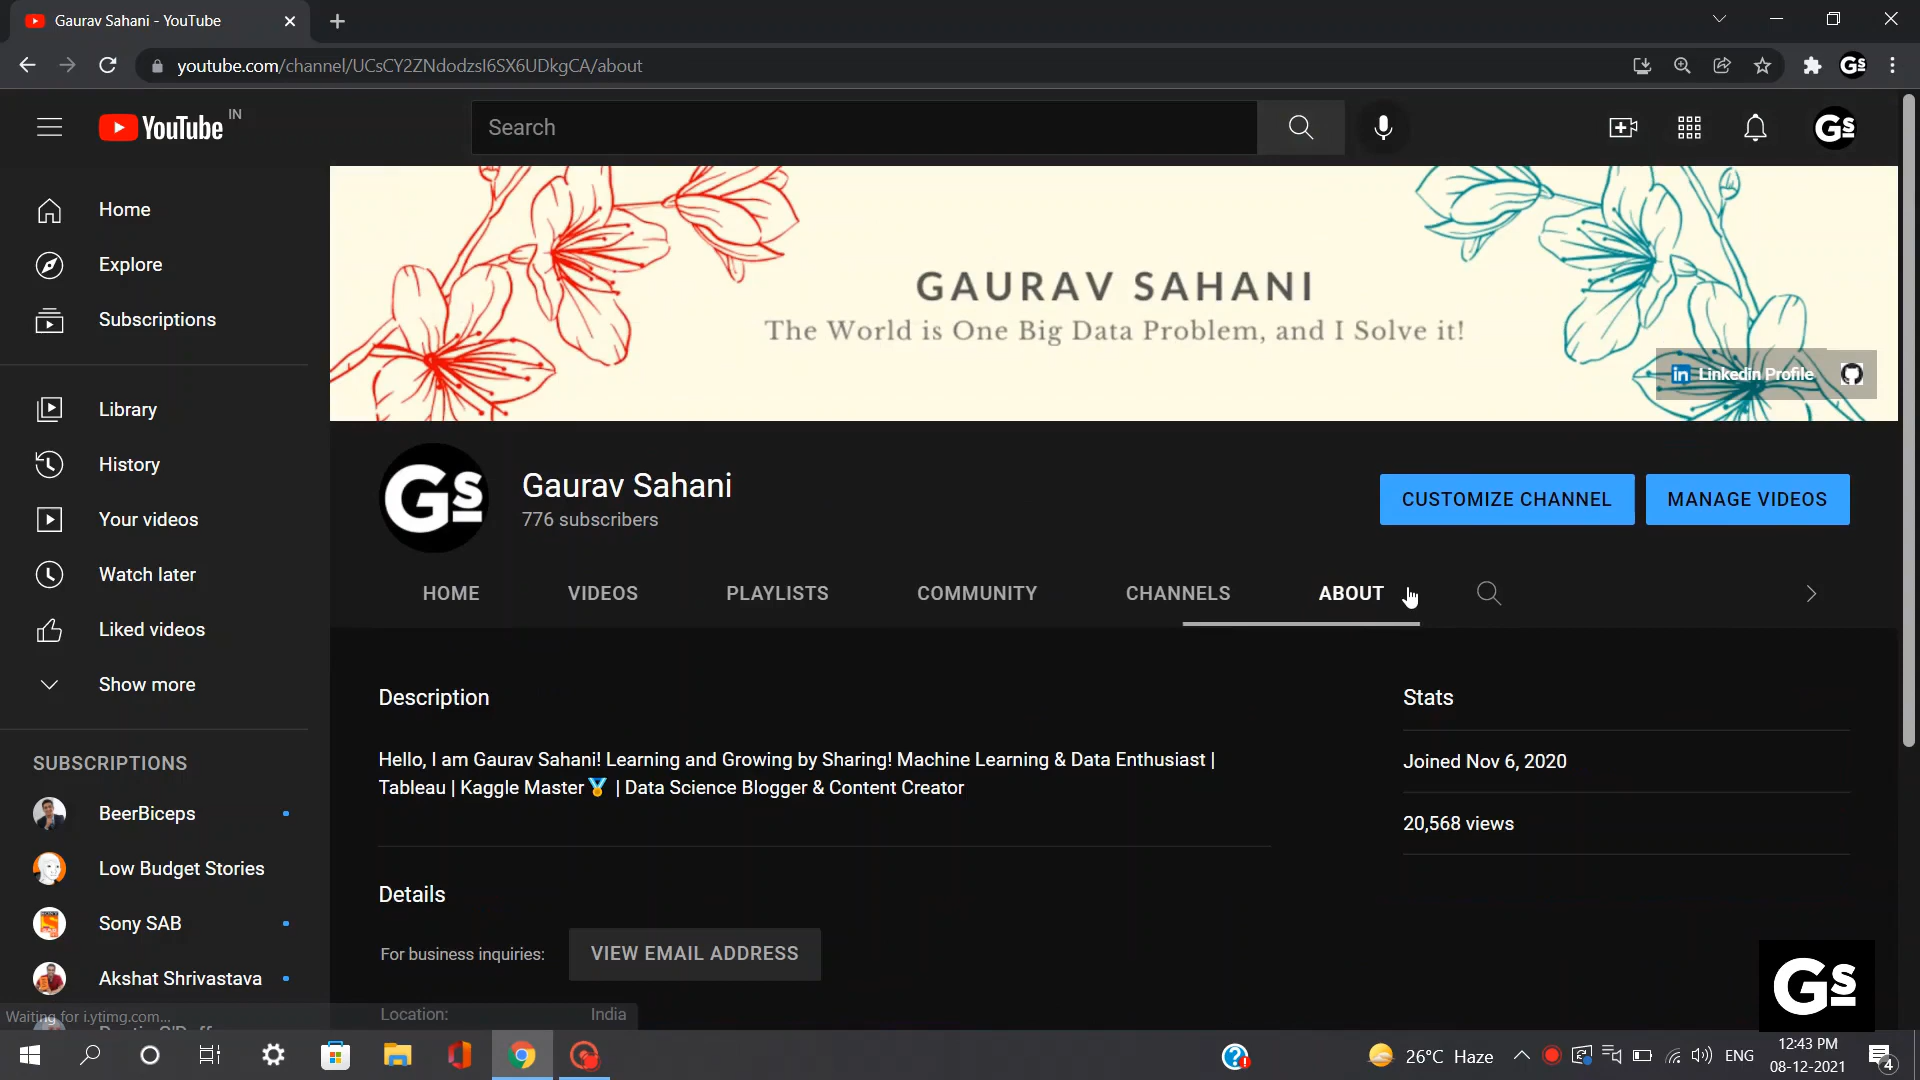 Gaurav Sahani - YouTube
youtube.com/channel/UCsCY2ZNdodzsI6SX6UDkgCA/about
YouTube IN
Search
Home
Explore
Subscriptions
Library
History
Your videos
Watch later
Liked videos
Show more
SUBSCRIPTIONS
BeerBiceps
Low Budget Stories
Sony SAB
Akshat Shrivastava
Waiting for i.ytimg.com...
GAURAV SAHANI
The World is One Big Data Problem, and I Solve it!
Linkedin Profile
Gs
Gaurav Sahani
776 subscribers
CUSTOMIZE CHANNEL
MANAGE VIDEOS
HOME VIDEOS PLAYLISTS COMMUNITY CHANNELS ABOUT
Description
Hello, I am Gaurav Sahani! Learning and Growing by Sharing! Machine Learning & Data Enthusiast |
Tableau | Kaggle Master🏅 | Data Science Blogger & Content Creator
Details
For business inquiries: VIEW EMAIL ADDRESS
Location: India
Stats
Joined Nov 6, 2020
20,568 views
Gs
26°C Haze
ENG
12:43 PM
08-12-2021
4